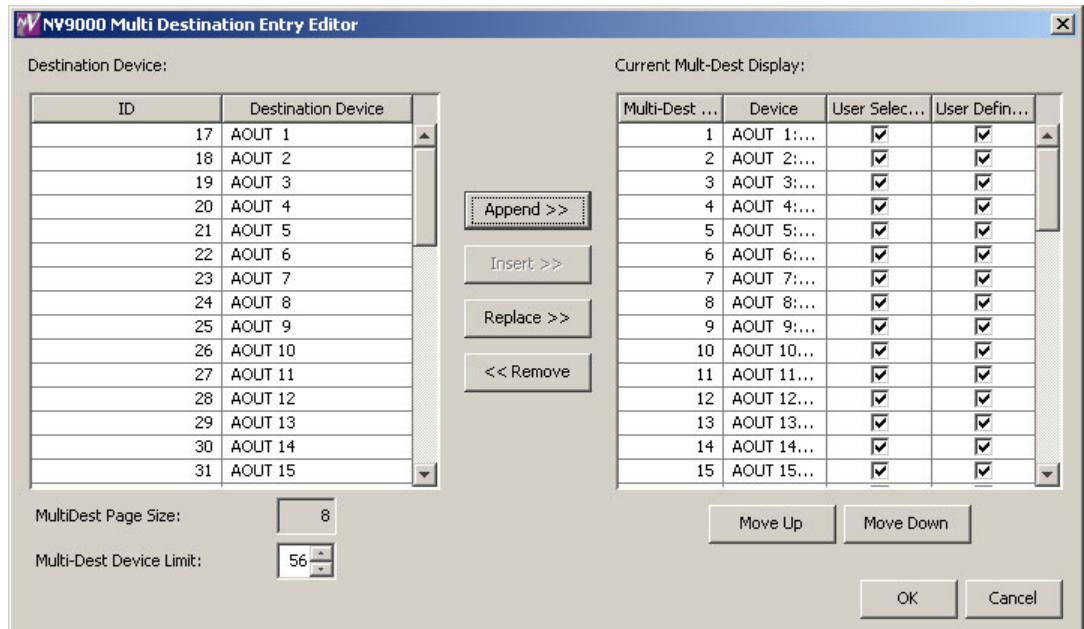 NV9000 Multi Destination Entry Editor
Destination Device:
ID Destination Device
17 AOUT 1
18 AOUT 2
19 AOUT 3
20 AOUT 4
21 AOUT 5
22 AOUT 6
23 AOUT 7
24 AOUT 8
25 AOUT 9
26 AOUT 10
27 AOUT 11
28 AOUT 12
29 AOUT 13
30 AOUT 14
31 AOUT 15
MultiDest Page Size: 8
Multi-Dest Device Limit: 56
Append >>
Insert >>
Replace >>
<< Remove
Current Mult-Dest Display:
Multi-Dest ... Device User Selec... User Defin...
1 AOUT 1:...
2 AOUT 2:...
3 AOUT 3:...
4 AOUT 4:...
5 AOUT 5:...
6 AOUT 6:...
7 AOUT 7:...
8 AOUT 8:...
9 AOUT 9:...
10 AOUT 10...
11 AOUT 11...
12 AOUT 12...
13 AOUT 13...
14 AOUT 14...
15 AOUT 15...
Move Up Move Down
OK Cancel